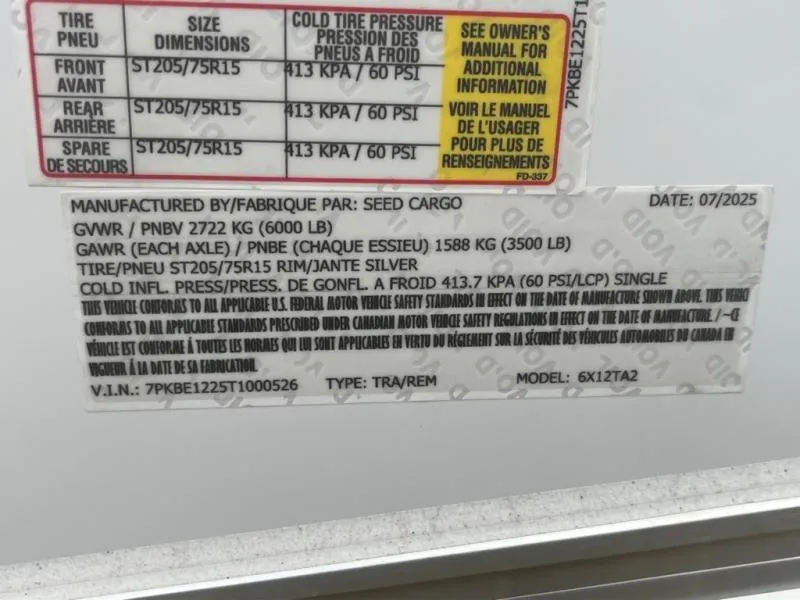 TIRE PNEU SIZE DIMENSIONS COLD TIRE PRESSURE PRESSION DES PNEUS A FROID
FRONT AVANT ST205/75R15 413 KPA / 60 PSI
REAR ARRIÈRE ST205/75R15 413 KPA / 60 PSI
SPARE DE SECOURS ST205/75R15 413 KPA / 60 PSI
SEE OWNER'S
MANUAL FOR
ADDITIONAL
INFORMATION
VOIR LE MANUEL
DE L'USAGER
POUR PLUS DE
RENSEIGNEMENTS
FD-337
7PKBE1225T1
MANUFACTURED BY/FABRIQUE PAR: SEED CARGO DATE: 07/2025
GVWR / PNBV 2722 KG (6000 LB)
GAWR (EACH AXLE) / PNBE (CHAQUE ESSIEU) 1588 KG (3500 LB)
TIRE/PNEU ST205/75R15 RIM/JANTE SILVER
COLD INFL. PRESS/PRESS. DE GONFL. A FROID 413.7 KPA (60 PSI/LCP) SINGLE
THIS VEHICLE CONFORMS TO ALL APPLICABLE U.S. FEDERAL MOTOR VEHICLE SAFETY STANDARDS IN EFFECT ON THE DATE OF MANUFACTURE SHOWN ABOVE. THIS VEHICL
CONFORMS TO ALL APPLICABLE STANDARDS PRESCRIBED UNDER CANADIAN MOTOR VEHICLE SAFETY REGULATIONS IN EFFECT ON THE DATE OF MANUFACTURE. / ~CE
VÉHICLE EST CONFORME À TOUTES LES NORMES QUI LUI SONT APPLICABLES EN VERTU DU RÉGLEMENT SUR LA SÉCURITÉ DES VÉHICULES AUTOMOBILES DU CANADA EN
VIGUEUR À LA DATE DE SA FABRICATION.
V.I.N.: 7PKBE1225T1000526 TYPE: TRA/REM MODEL: 6X12TA2